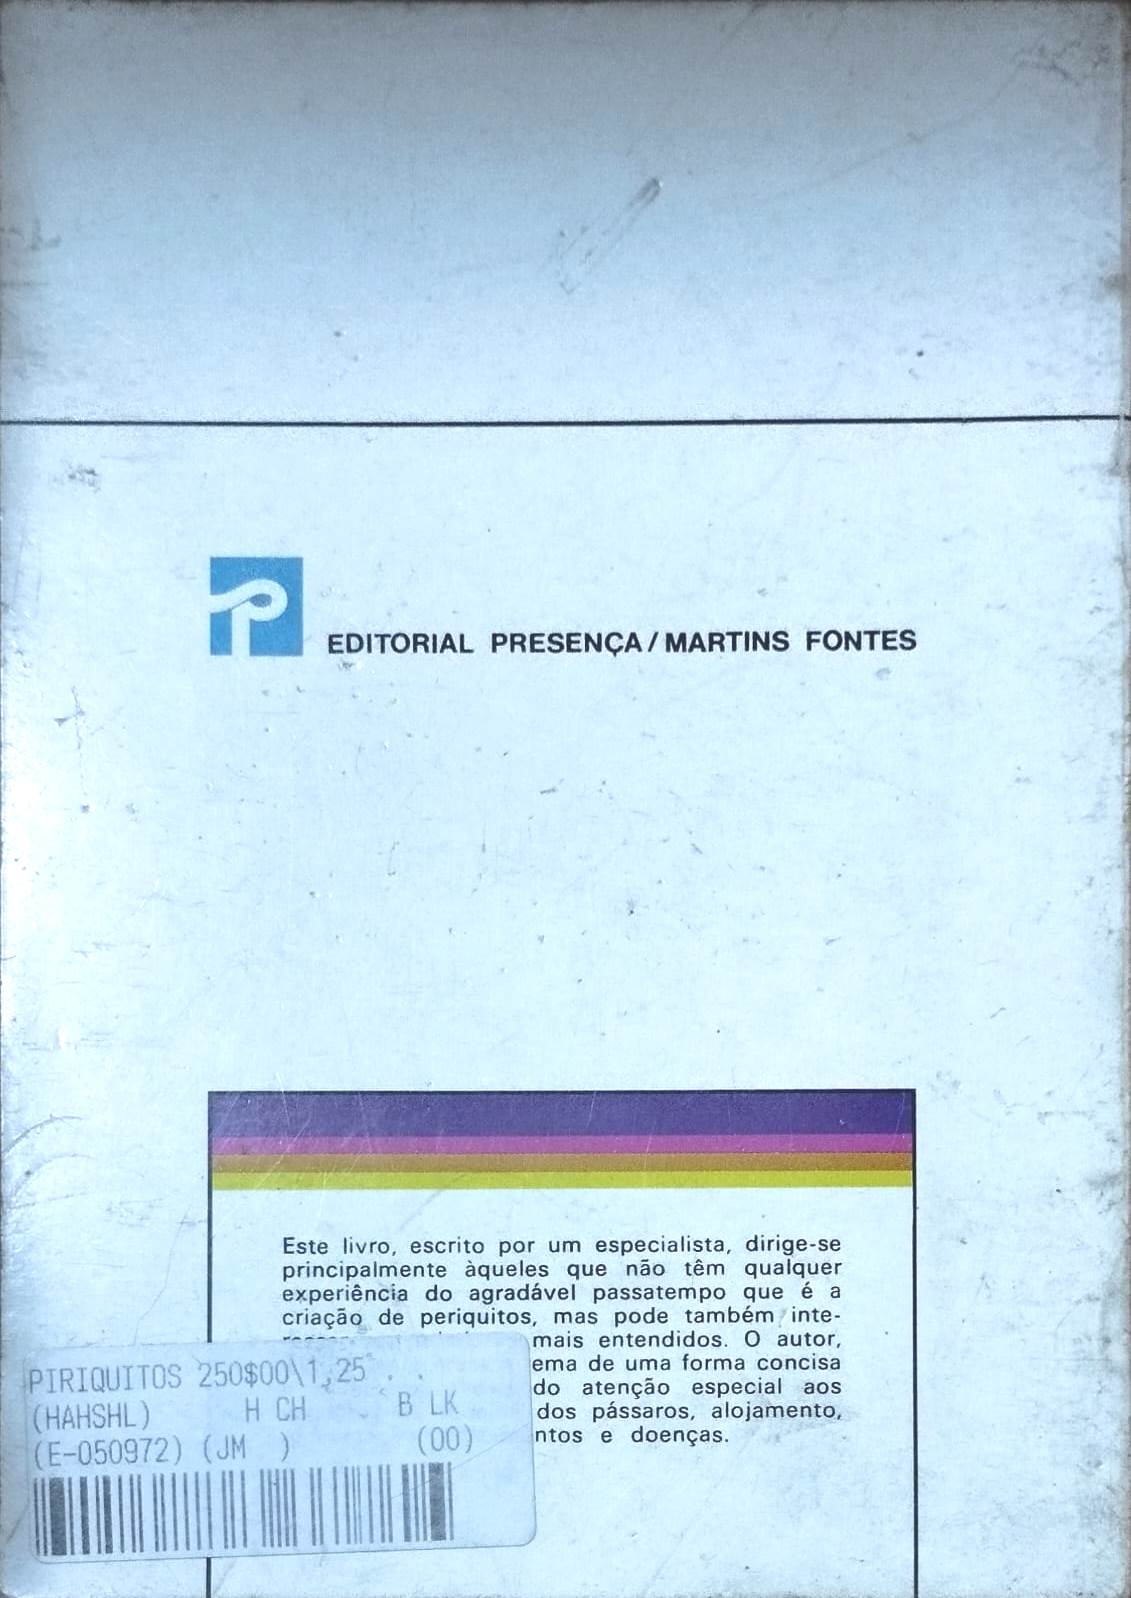 EDITORIAL PRESENÇA/MARTINS FONTES
Este livro, escrito por um especialista, dirige-se
principalmente àqueles que não têm qualquer
experiência do agradável passatempo que é a
criação de periquitos, mas pode também inte-
mais entendidos. O autor,
ema de uma forma concisa
do atenção especial aos
dos pássaros, alojamento,
ntos e doenças.
PIRIQUITOS 250$00\1,25
(HAHSHL) H CH B LK
(E-050972) (JM ) (00)